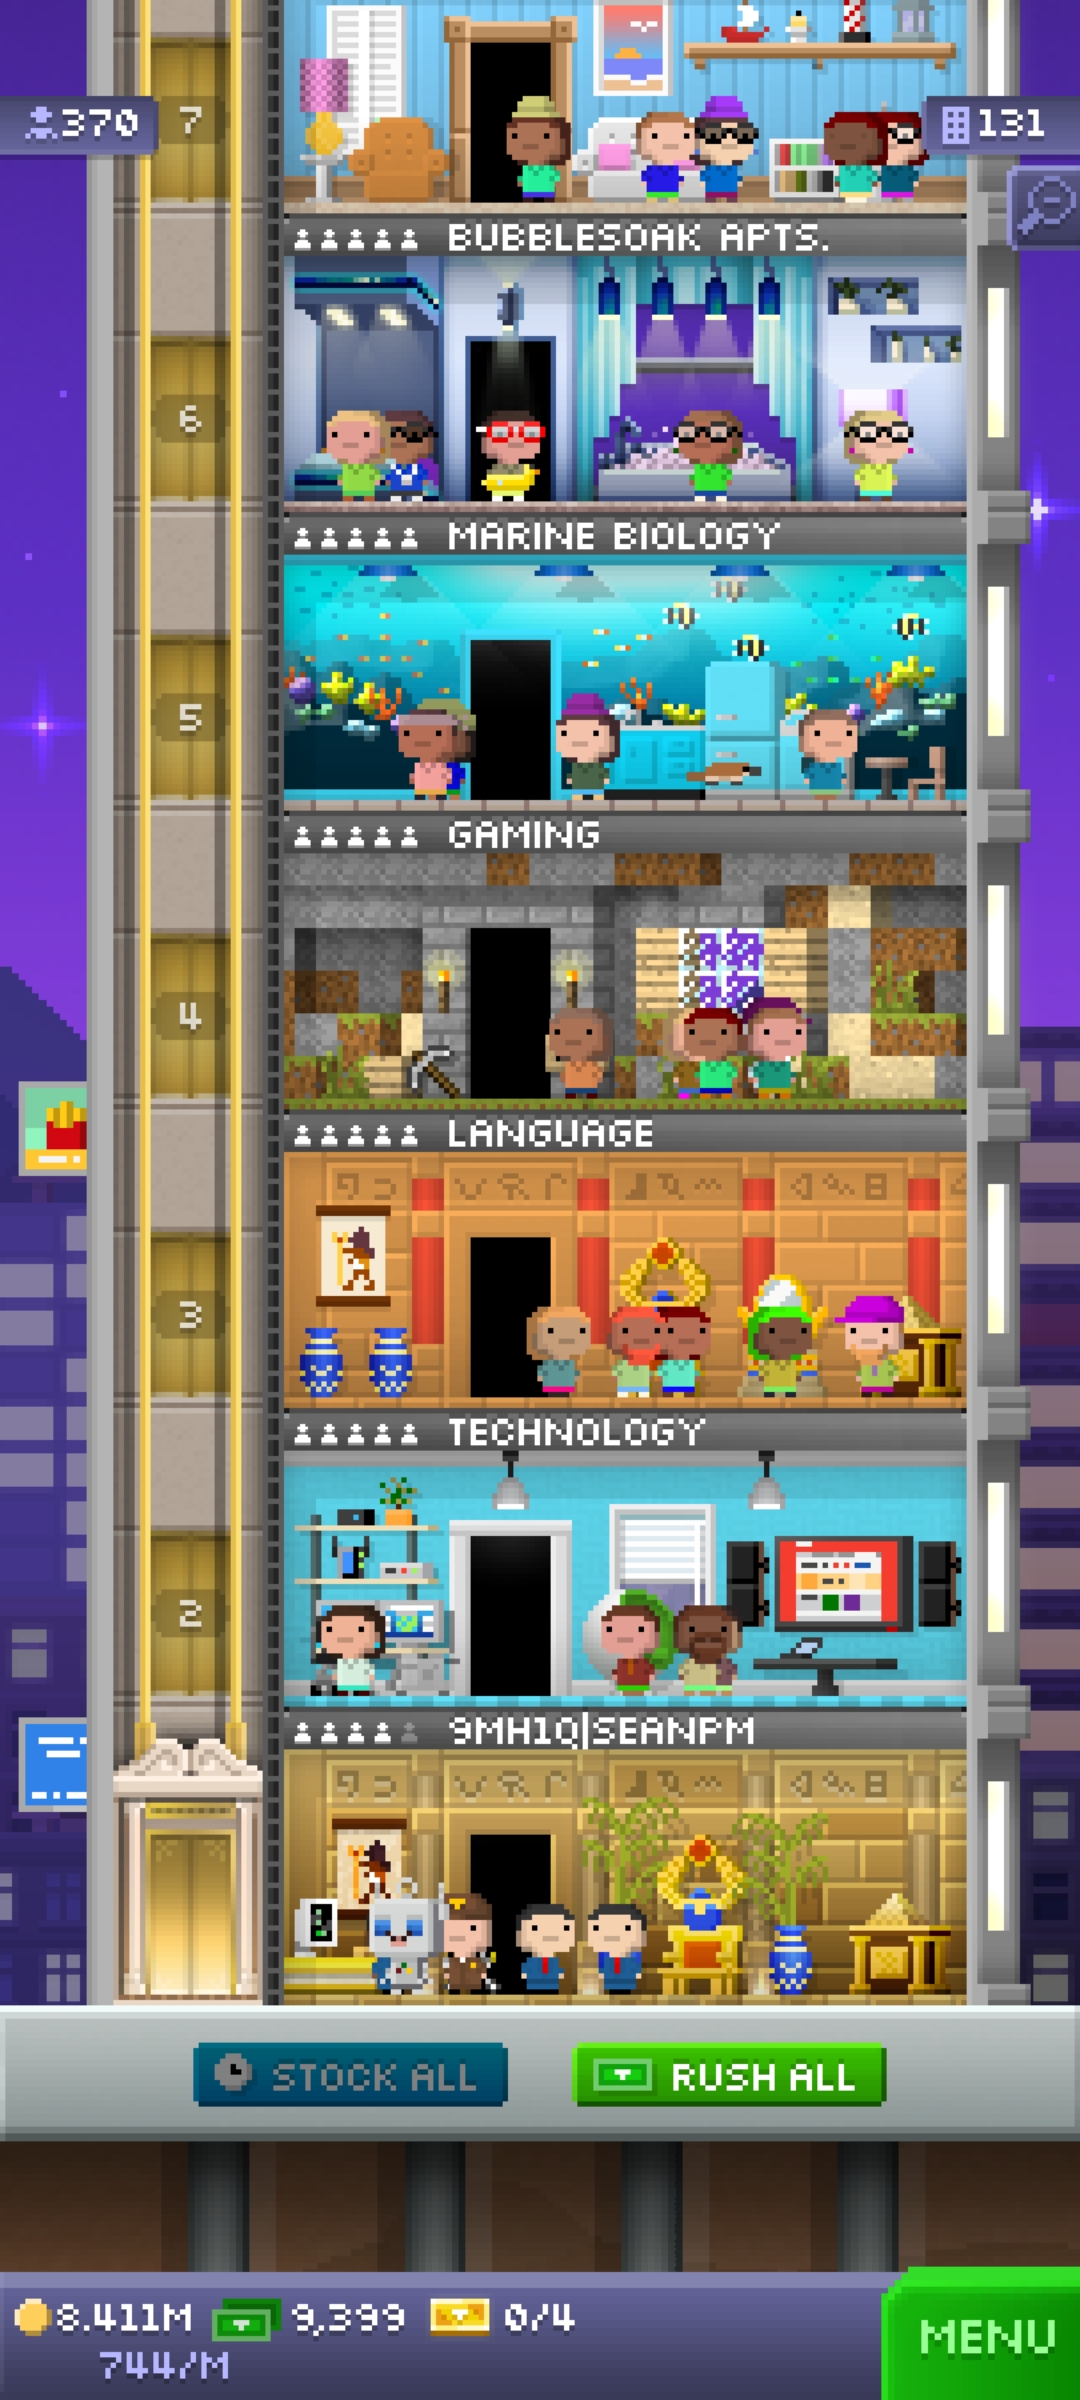 370
7
131
BUBBLESOAK APTS.
6
MARINE BIOLOGY
5
GAMING
4
LANGUAGE
3
TECHNOLOGY
2
9MH1Q|SEANPM
STOCK ALL
RUSH ALL
8.411M
9,399
0/4
744/M
MENU